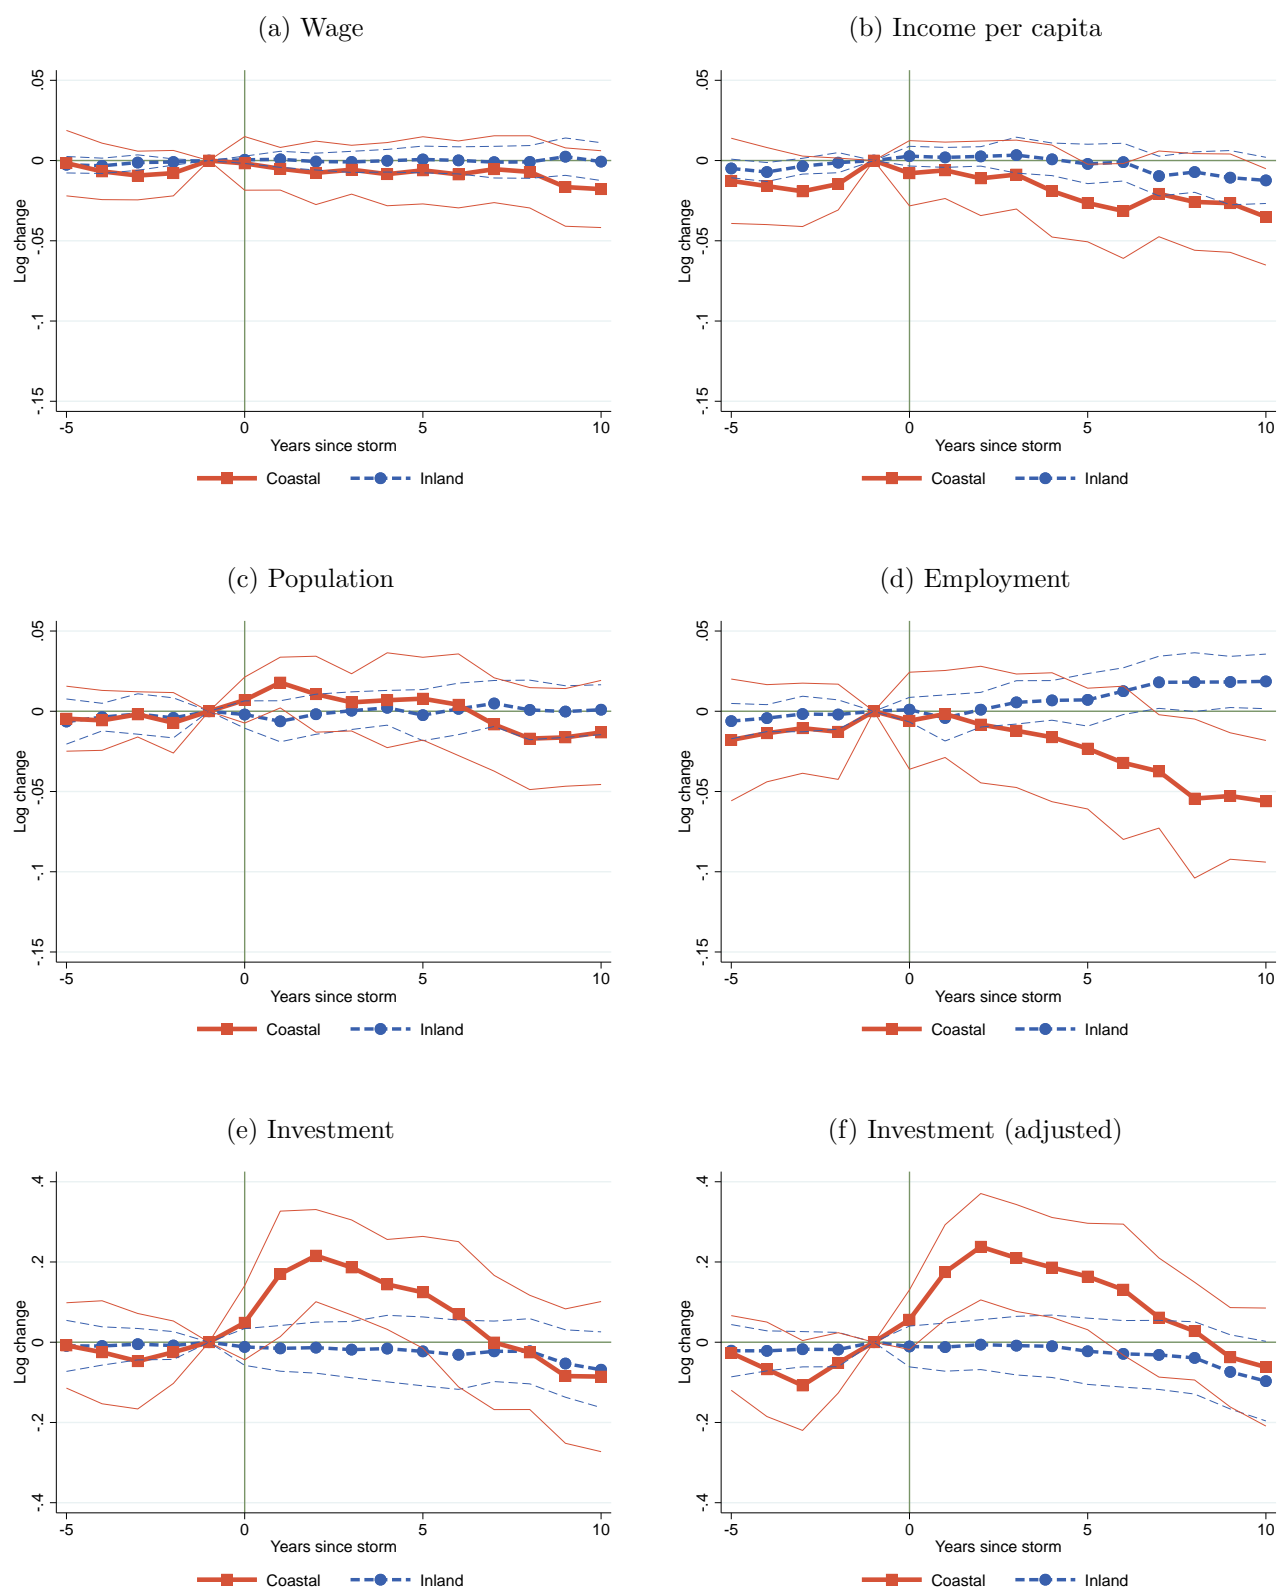 (a) Wage
.05
0
-.05
-.1
-.15
Log change
-5 0 5 10
Years since storm
Coastal Inland
(b) Income per capita
.05
0
-.05
-.1
-.15
Log change
-5 0 5 10
Years since storm
Coastal Inland
(c) Population
.05
0
-.05
-.1
-.15
Log change
-5 0 5 10
Years since storm
Coastal Inland
(d) Employment
.05
0
-.05
-.1
-.15
Log change
-5 0 5 10
Years since storm
Coastal Inland
(e) Investment
.4
.2
0
-.2
-.4
Log change
-5 0 5 10
Years since storm
Coastal Inland
(f) Investment (adjusted)
.4
.2
0
-.2
-.4
Log change
-5 0 5 10
Years since storm
Coastal Inland